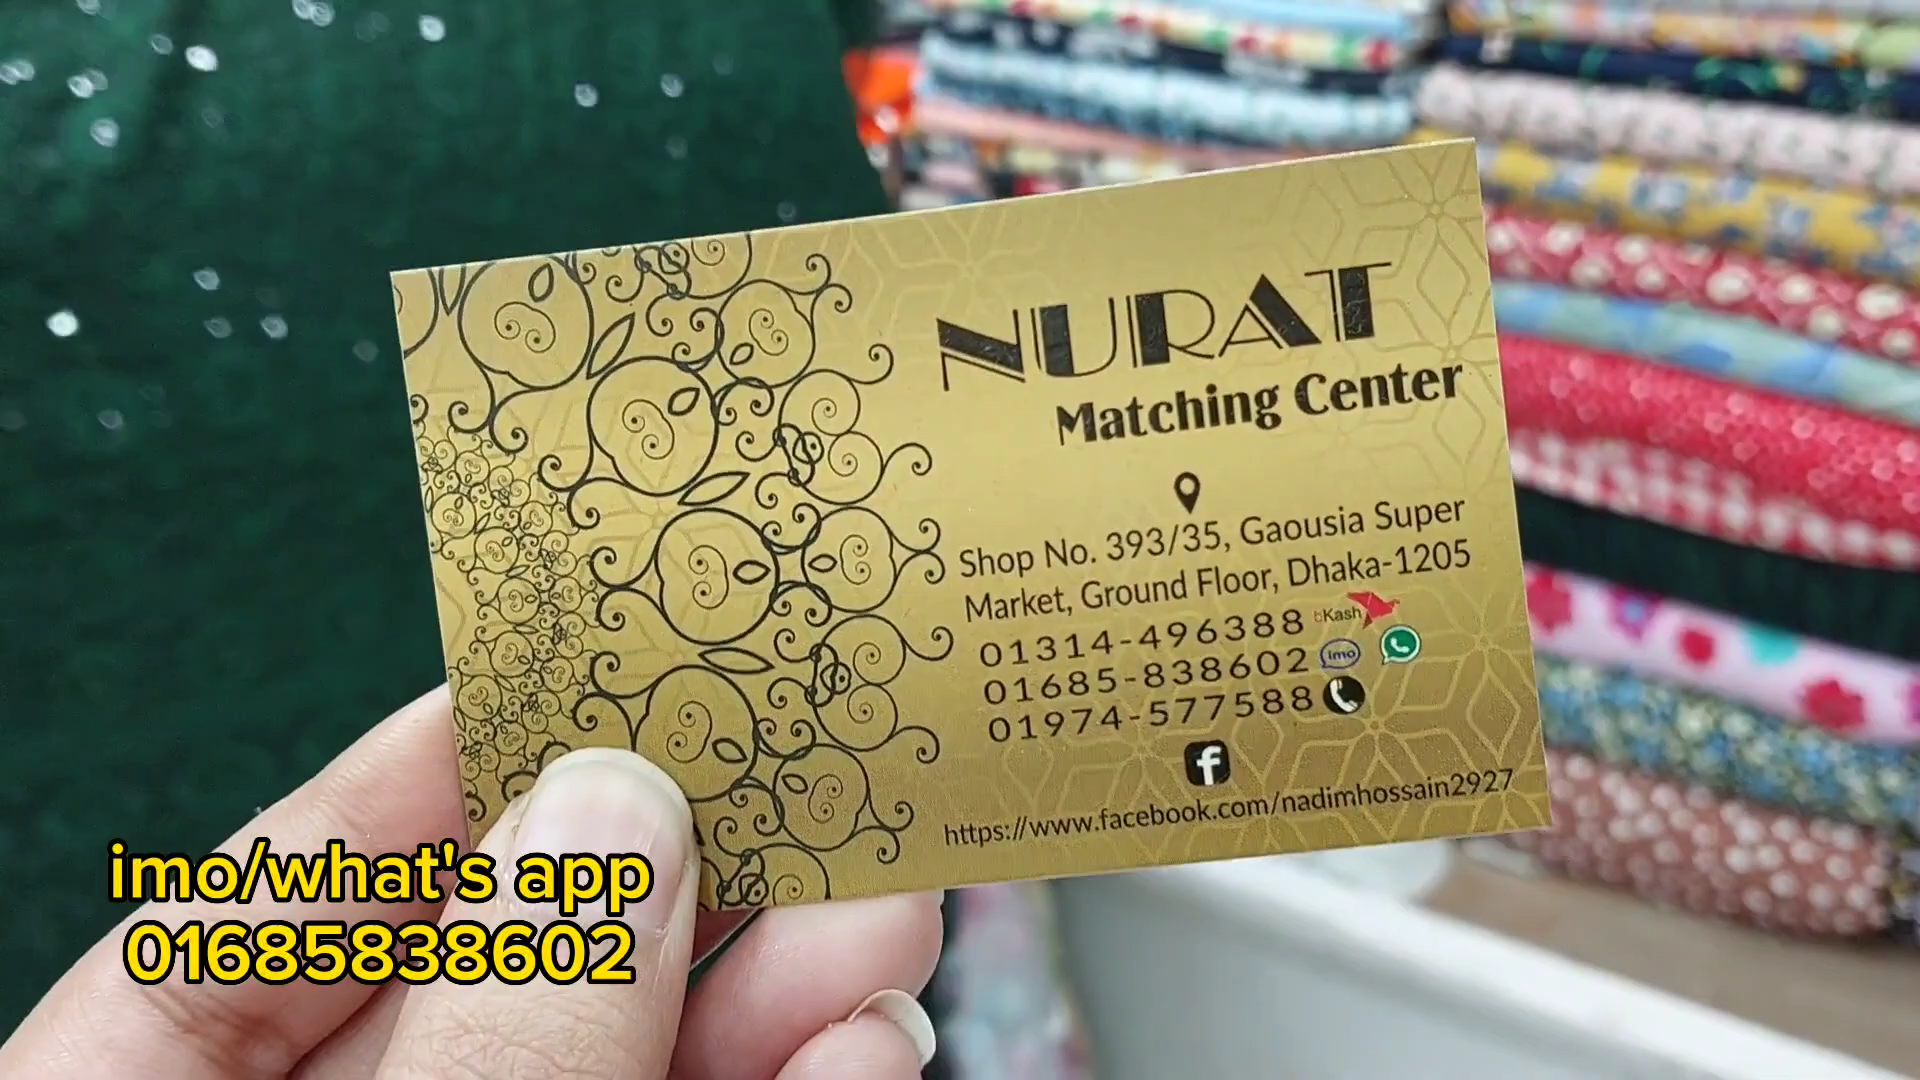 NURAT
Matching Center
Shop No. 393/35, Gaousia Super
Market, Ground Floor, Dhaka-1205
01314-496388 bKash
01685-838602 imo
01974-577588
f
https://www.facebook.com/nadimhossain2927
imo/what's app
01685838602